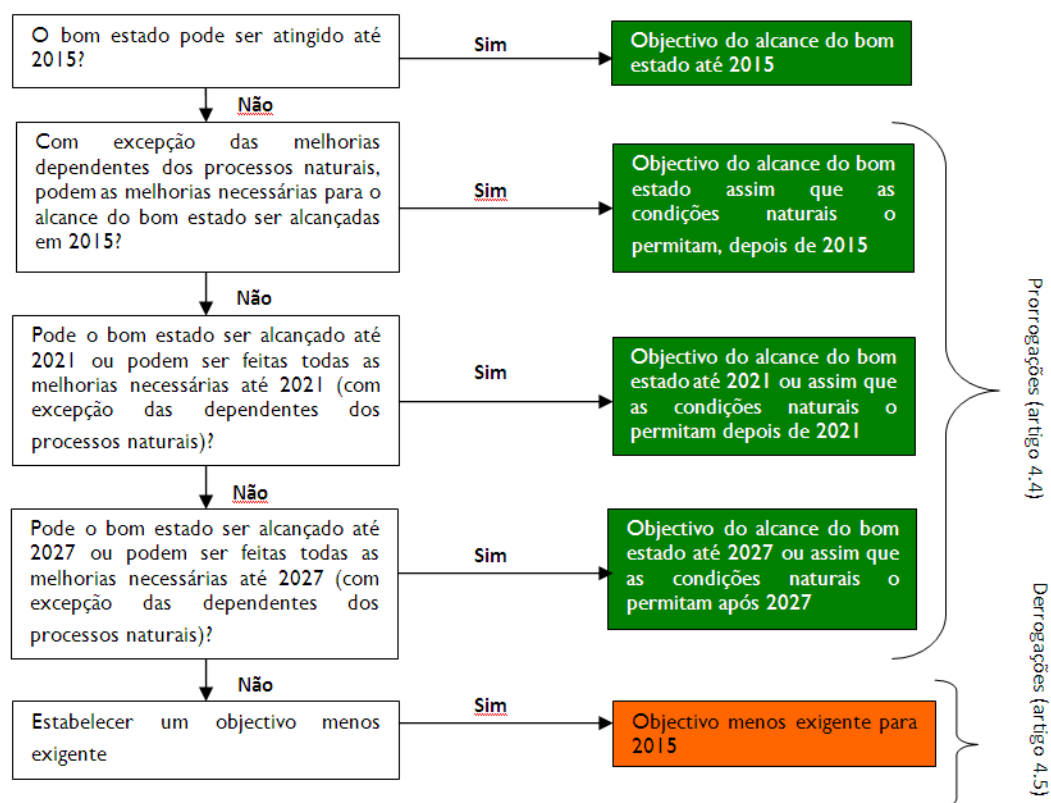 O bom estado pode ser atingido até
2015?
Sim
Objectivo do alcance do bom
estado até 2015
Não
Com excepção das melhorias
dependentes dos processos naturais,
podem as melhorias necessárias para o
alcance do bom estado ser alcançadas
em 2015?
Sim
Objectivo do alcance do bom
estado assim que as
condições naturais o
permitam, depois de 2015
Não
Pode o bom estado ser alcançado até
2021 ou podem ser feitas todas as
melhorias necessárias até 2021 (com
excepção das dependentes dos
processos naturais)?
Sim
Objectivo do alcance do bom
estado até 2021 ou assim que
as condições naturais o
permitam depois de 2021
Não
Pode o bom estado ser alcançado até
2027 ou podem ser feitas todas as
melhorias necessárias até 2027 (com
excepção das dependentes dos
processos naturais)?
Sim
Objectivo do alcance do bom
estado até 2027 ou assim que
as condições naturais o
permitam após 2027
Prorrogações (artigo 4.4)
Não
Estabelecer um objectivo menos
exigente
Sim
Objectivo menos exigente para
2015
Derrogações (artigo 4.5)